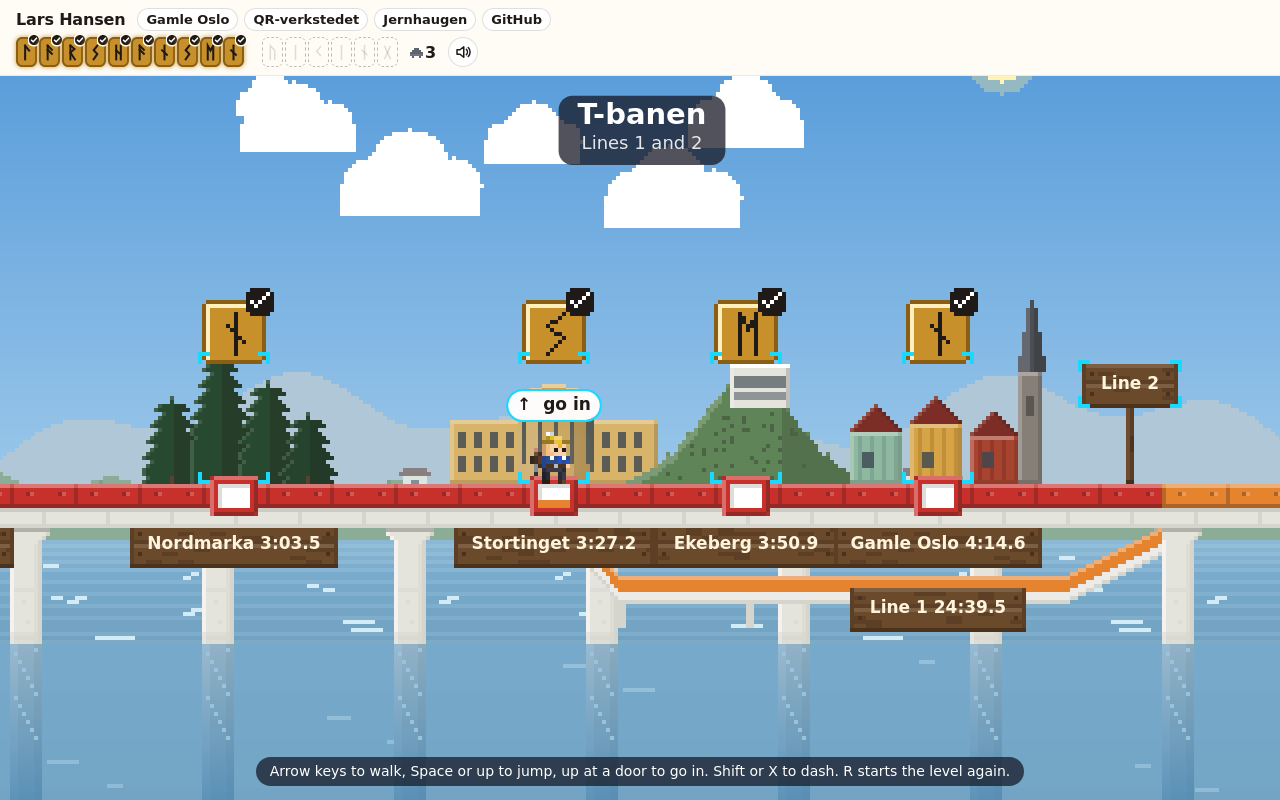 Lars Hansen Gamle Oslo QR-verkstedet Jernhaugen GitHub
ᚨ ᚱ ᛊ ᚺ ᚨ ᚾ ᛊ ᛖ ᚾ
3
T-banen
Lines 1 and 2
ᚾ ᛊ ᛖ ᚾ
Line 2
↑ go in
Nordmarka 3:03.5
Stortinget 3:27.2
Ekeberg 3:50.9
Gamle Oslo 4:14.6
Line 1 24:39.5
Arrow keys to walk, Space or up to jump, up at a door to go in. Shift or X to dash. R starts the level again.